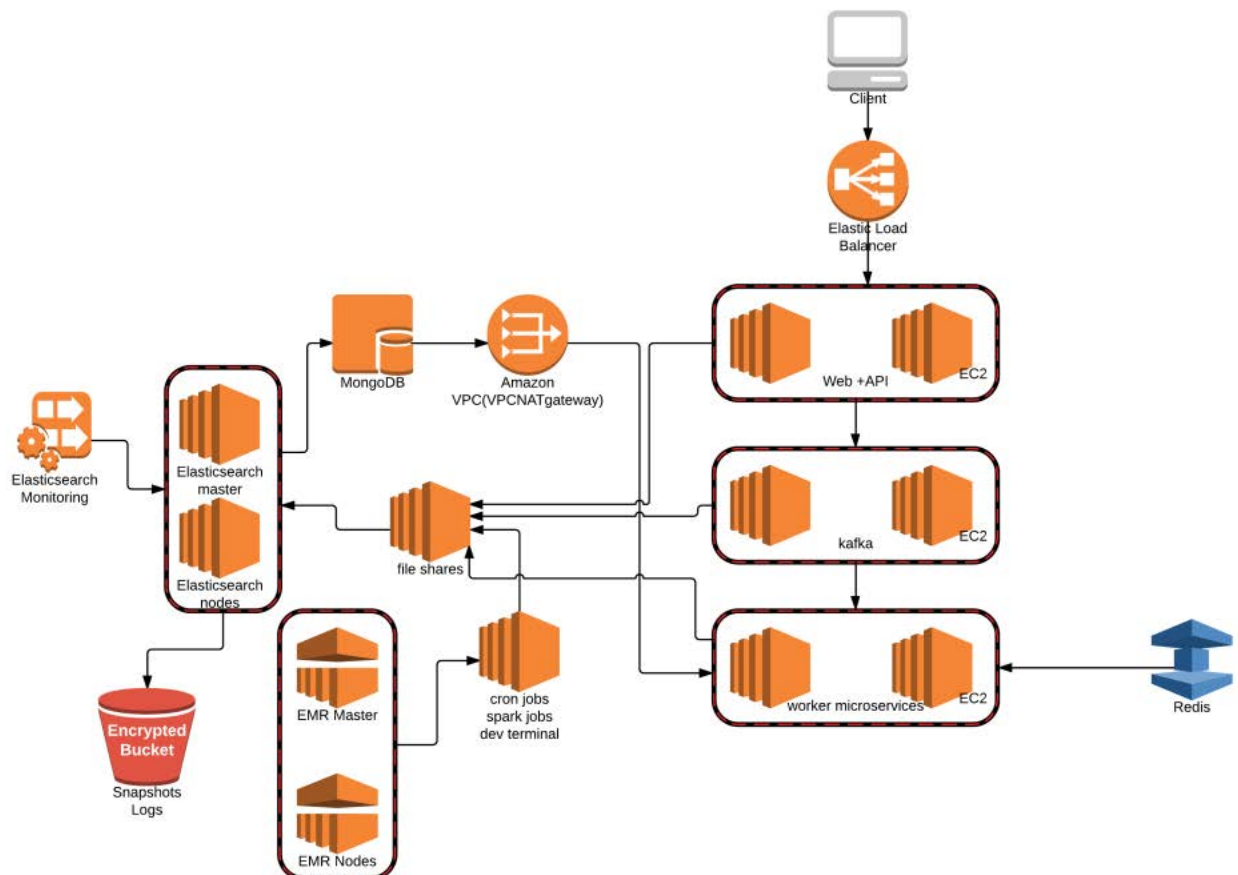 Client
Elastic Load
Balancer
MongoDB
Amazon
VPC(VPCNATgateway)
Web +API
EC2
Elasticsearch
Monitoring
Elasticsearch
master
Elasticsearch
nodes
file shares
kafka
EC2
EMR Master
cron jobs
spark jobs
dev terminal
worker microservices
EC2
Redis
Encrypted
Bucket
Snapshots
Logs
EMR Nodes